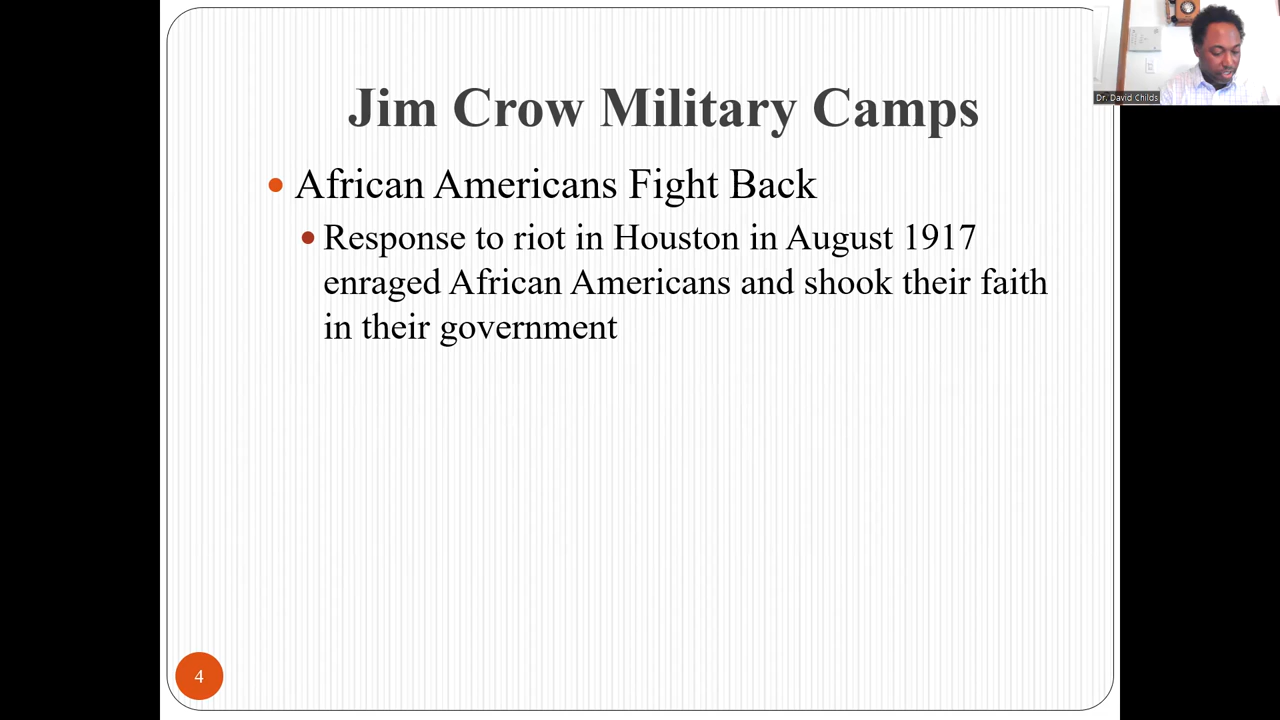 Jim Crow Military Camps
African Americans Fight Back
Response to riot in Houston in August 1917
enraged African Americans and shook their faith
in their government
4
Dr. David Childs